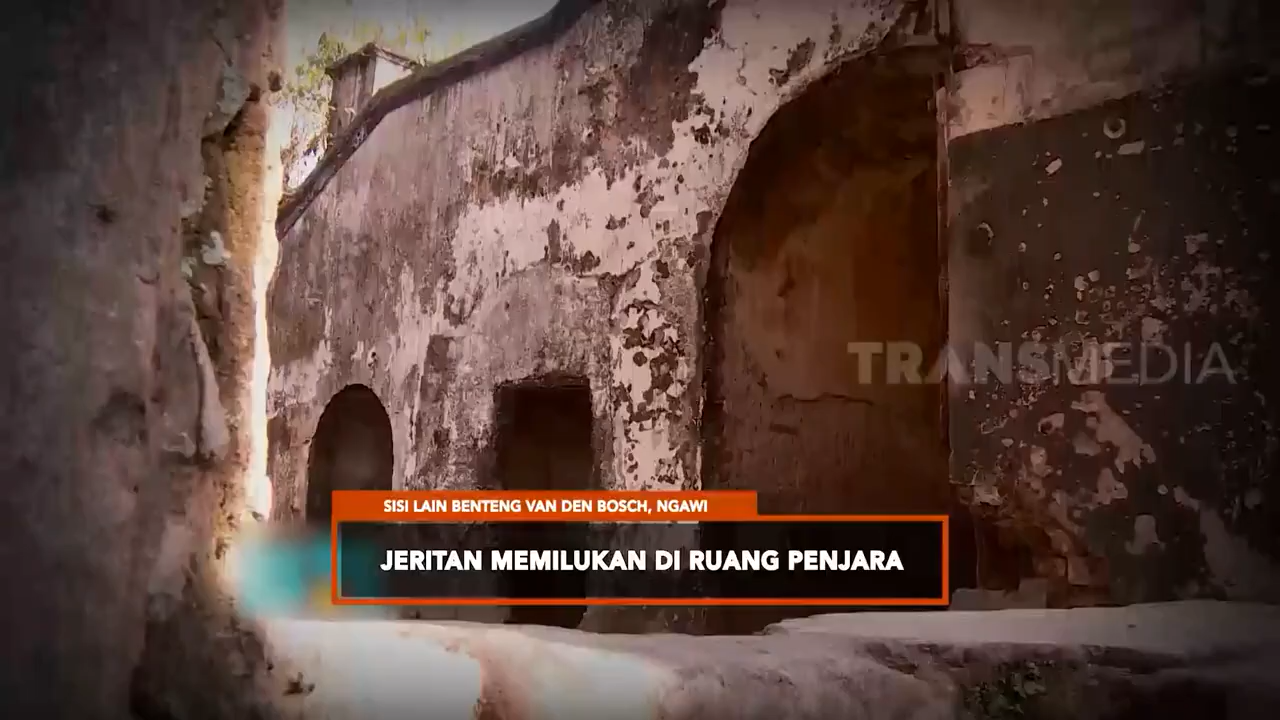 TRANSMEDIA
SISI LAIN BENTENG VAN DEN BOSCH, NGAWI
JERITAN MEMILUKAN DI RUANG PENJARA